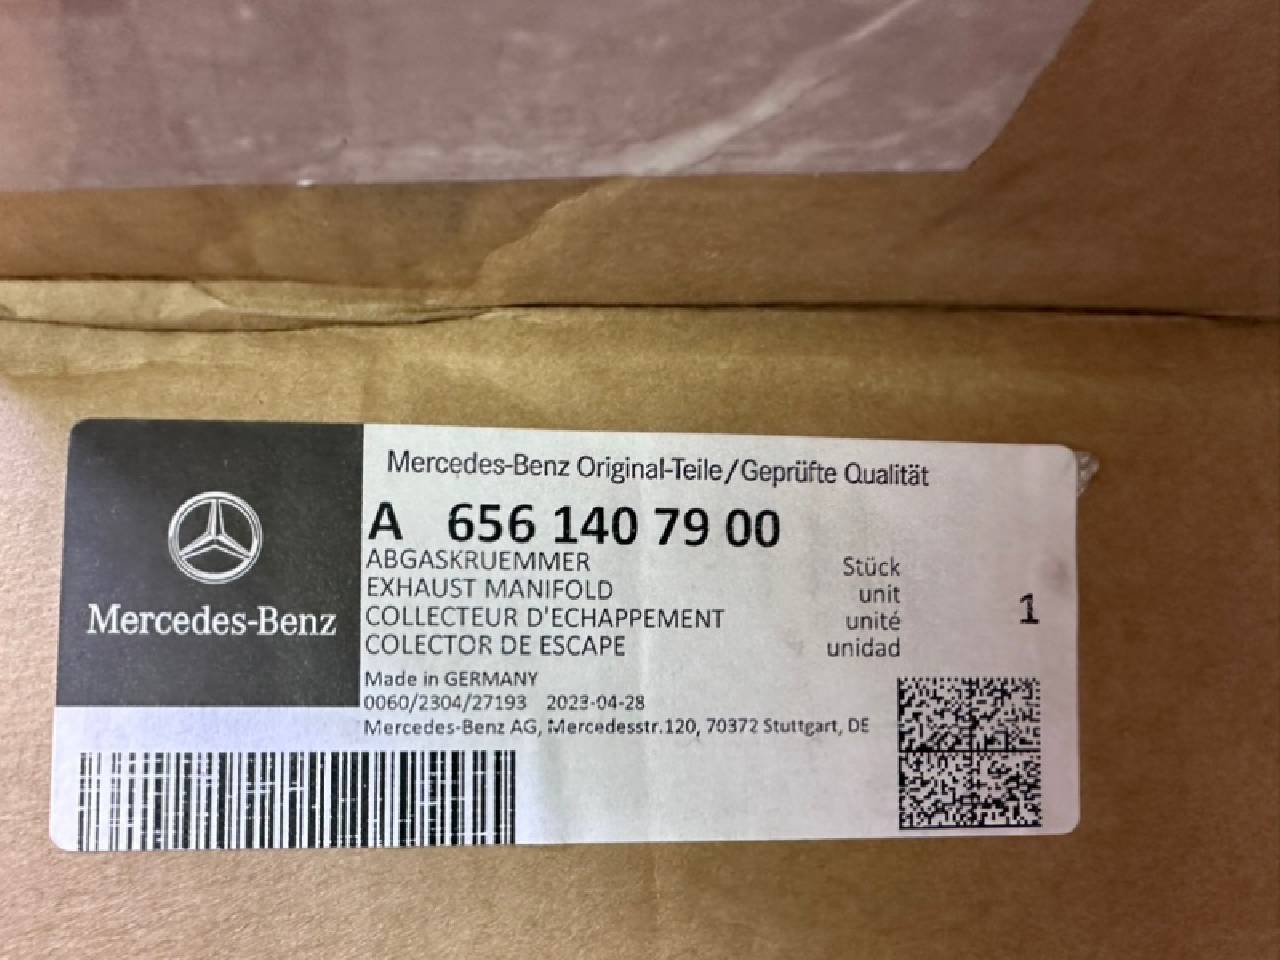 Mercedes-Benz
Mercedes-Benz Original-Teile/Geprüfte Qualität
A 656 140 79 00
ABGASKRUEMMER Stück
EXHAUST MANIFOLD unit
COLLECTEUR D'ECHAPPEMENT unité 1
COLECTOR DE ESCAPE unidad
Made in GERMANY
0060/2304/27193 2023-04-28
Mercedes-Benz AG, Mercedesstr.120, 70372 Stuttgart, DE